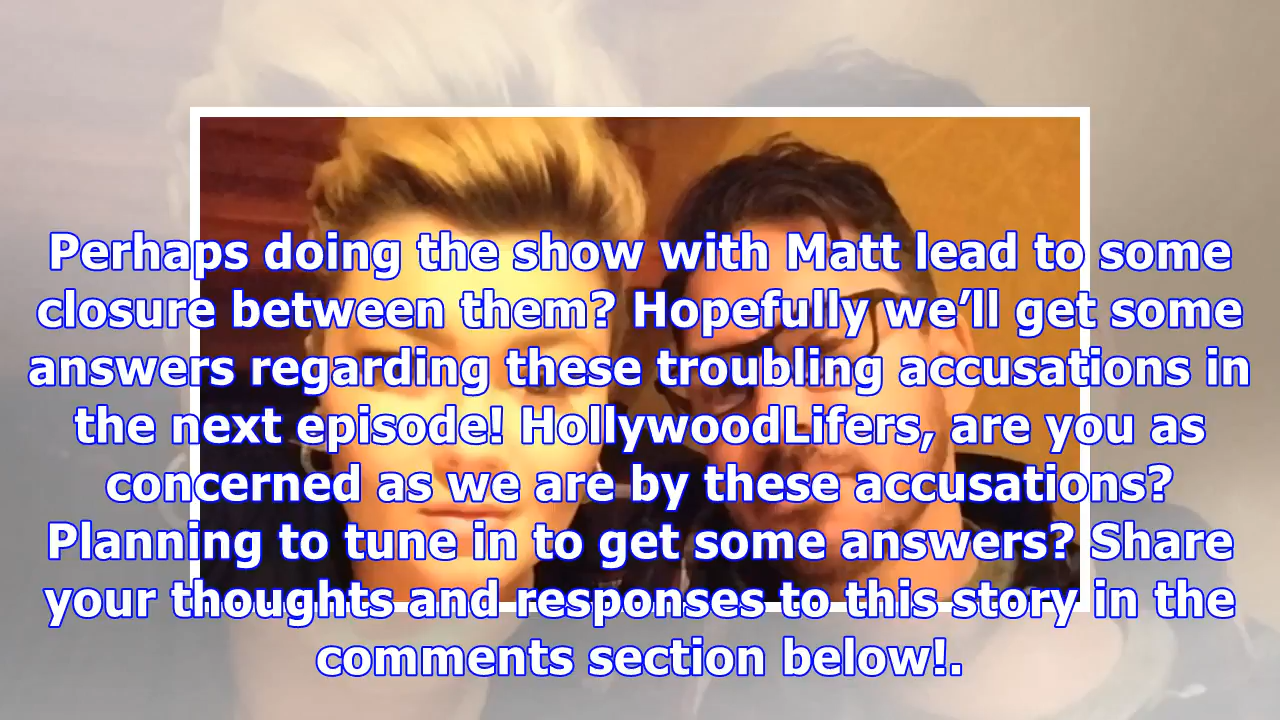 Perhaps doing the show with Matt lead to some
closure between them? Hopefully we’ll get some
answers regarding these troubling accusations in
the next episode! HollywoodLifers, are you as
concerned as we are by these accusations?
Planning to tune in to get some answers? Share
your thoughts and responses to this story in the
comments section below!.